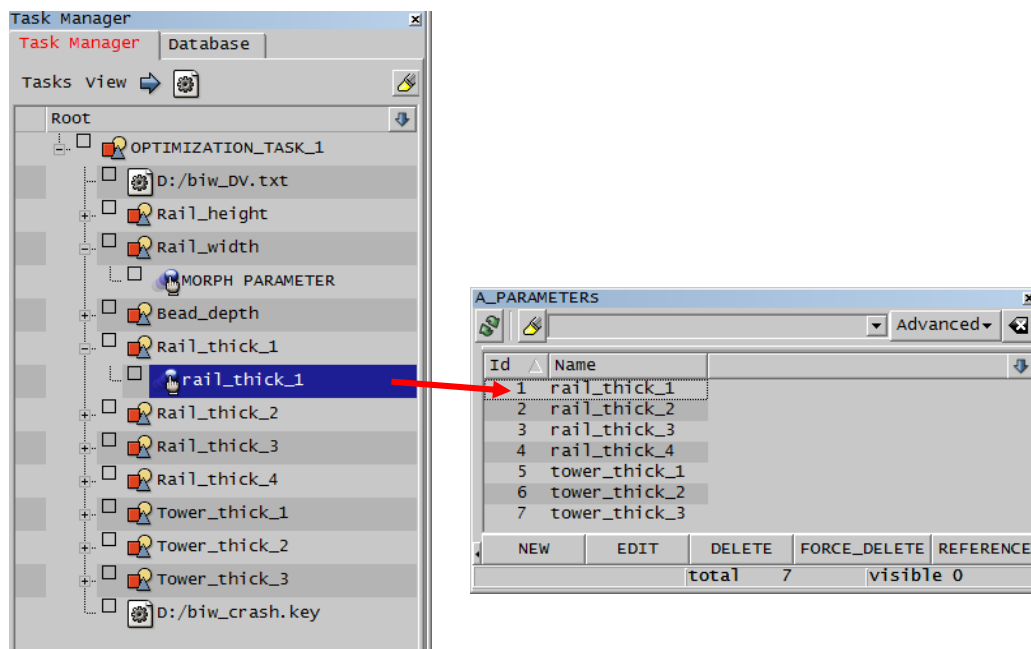 Task Manager
Task Manager
Database
Tasks View
Root
OPTIMIZATION_TASK_1
D:/biw_DV.txt
Rail_height
Rail_width
MORPH PARAMETER
Bead_depth
Rail_thick_1
rail_thick_1
Rail_thick_2
Rail_thick_3
Rail_thick_4
Tower_thick_1
Tower_thick_2
Tower_thick_3
D:/biw_crash.key
A_PARAMETERS
Advanced
Id Name
1 rail_thick_1
2 rail_thick_2
3 rail_thick_3
4 rail_thick_4
5 tower_thick_1
6 tower_thick_2
7 tower_thick_3
NEW EDIT DELETE FORCE_DELETE REFERENCE
total 7 visible 0